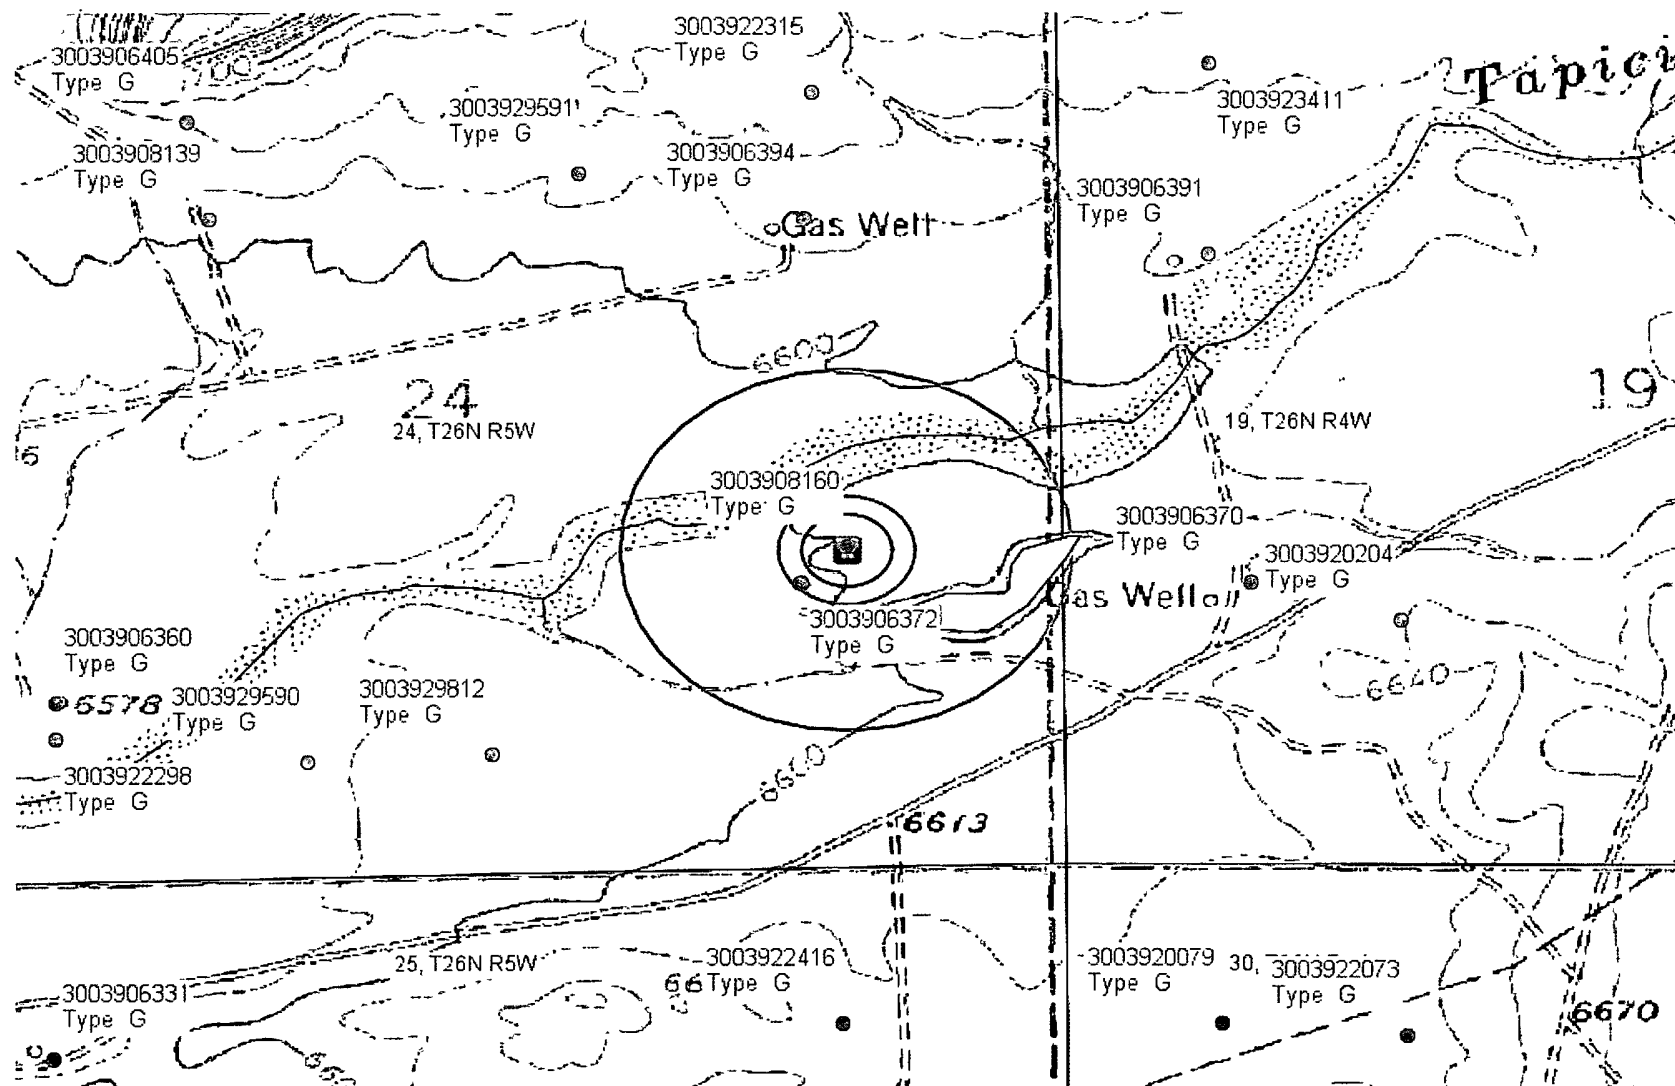 3003922315
Type G
3003906405
Type G
Tapici
3003929591
Type G
3003923411
Type G
3003908139
Type G
3003906394
Type G
3003906391
Type G
Gas Well
6600
24
24, T26N R5W
19
19, T26N R4W
3003908160
Type G
3003906370
Type G
3003920204
Type G
Gas Well
3003906372
Type G
3003906360
Type G
6578
3003929590
Type G
3003929812
Type G
6640
3003922298
Type G
6600
6613
25, T26N R5W
3003922416
66 Type G
3003920079
Type G
30,
3003922073
Type G
3003906331
Type G
6670